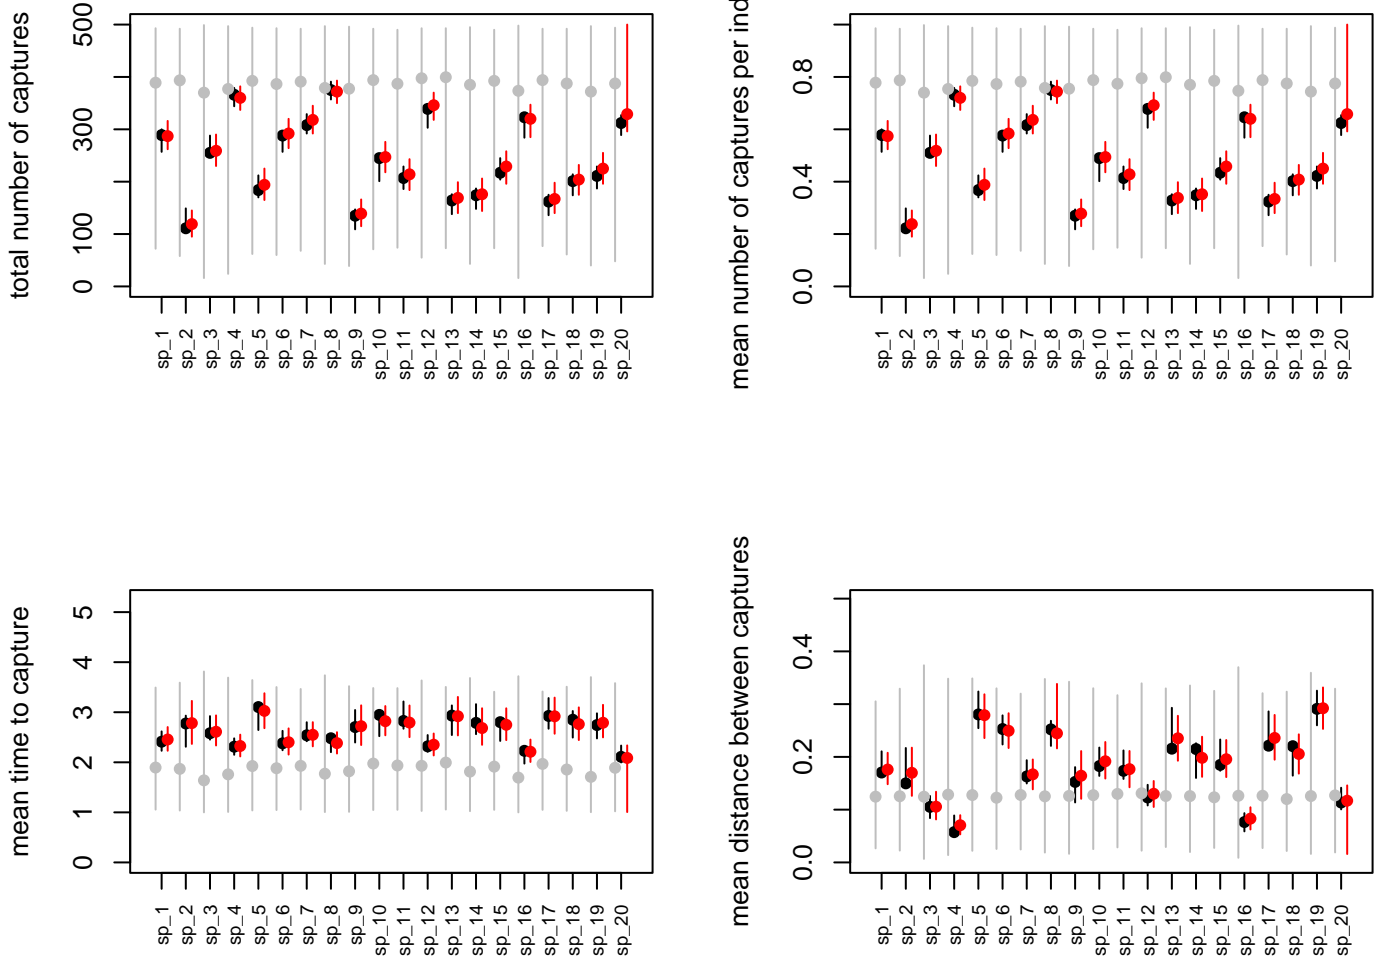 total number of captures
0
100
300
500
sp_1
sp_2
sp_3
sp_4
sp_5
sp_6
sp_7
sp_8
sp_9
sp_10
sp_11
sp_12
sp_13
sp_14
sp_15
sp_16
sp_17
sp_18
sp_19
sp_20
mean number of captures per ind
0.0
0.4
0.8
sp_1
sp_2
sp_3
sp_4
sp_5
sp_6
sp_7
sp_8
sp_9
sp_10
sp_11
sp_12
sp_13
sp_14
sp_15
sp_16
sp_17
sp_18
sp_19
sp_20
mean time to capture
0
1
2
3
4
5
sp_1
sp_2
sp_3
sp_4
sp_5
sp_6
sp_7
sp_8
sp_9
sp_10
sp_11
sp_12
sp_13
sp_14
sp_15
sp_16
sp_17
sp_18
sp_19
sp_20
mean distance between captures
0.0
0.2
0.4
sp_1
sp_2
sp_3
sp_4
sp_5
sp_6
sp_7
sp_8
sp_9
sp_10
sp_11
sp_12
sp_13
sp_14
sp_15
sp_16
sp_17
sp_18
sp_19
sp_20